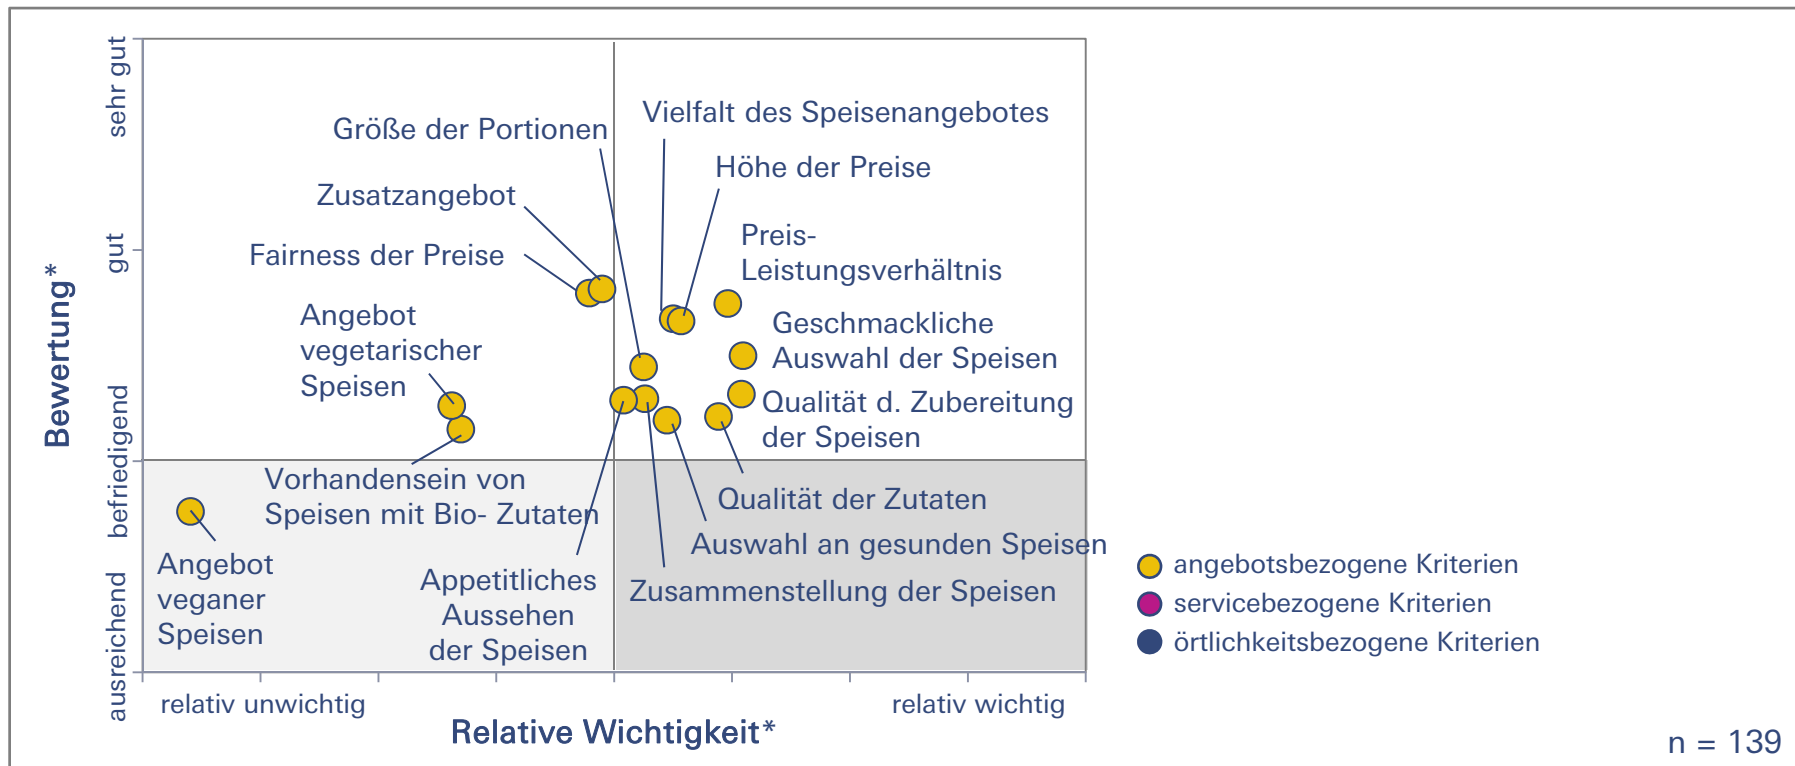 sehr gut
gut
befriedigend
ausreichend
Bewertung*
Größe der Portionen
Vielfalt des Speisenangebotes
Höhe der Preise
Zusatzangebot
Fairness der Preise
Preis-
Leistungsverhältnis
Angebot
vegetarischer
Speisen
Geschmackliche
Auswahl der Speisen
Qualität d. Zubereitung
der Speisen
Vorhandensein von
Speisen mit Bio- Zutaten
Qualität der Zutaten
Auswahl an gesunden Speisen
Angebot
veganer
Speisen
Appetitliches
Aussehen
der Speisen
Zusammenstellung der Speisen
angebotsbezogene Kriterien
servicebezogene Kriterien
örtlichkeitsbezogene Kriterien
relativ unwichtig
relativ wichtig
Relative Wichtigkeit*
n = 139